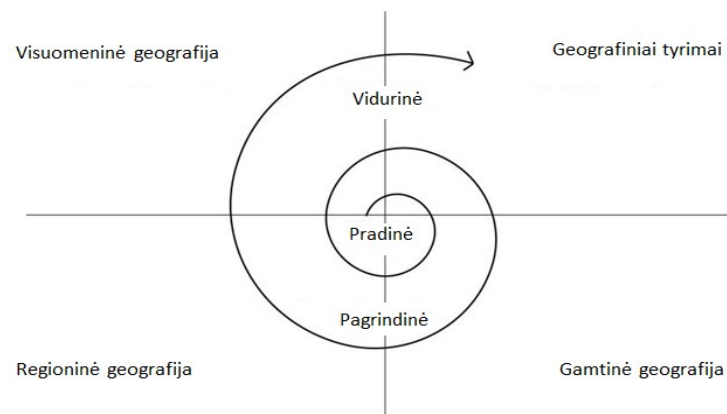 Visuomeninė geografija
Geografiniai tyrimai
Vidurinė
Pradinė
Pagrindinė
Regioninė geografija
Gamtinė geografija